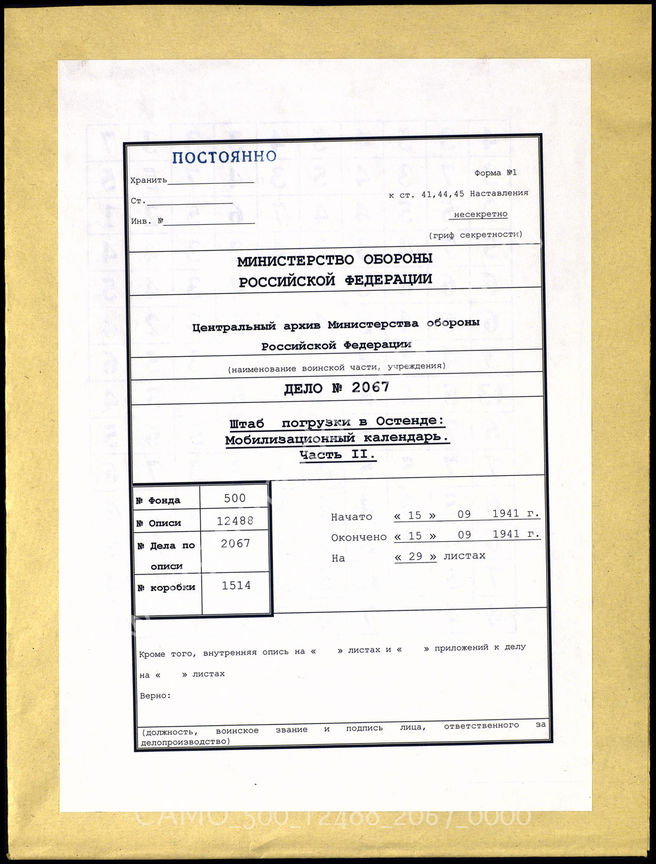 ПОСТОЯННО
Хранить
Форма №1
Ст.
к ст. 41,44,45 Наставления
Инв. №
несекретно
(гриф секретности)
МИНИСТЕРСТВО ОБОРОНЫ
РОССИЙСКОЙ ФЕДЕРАЦИИ
Центральный архив Министерства обороны
Российской Федерации
(наименование воинской части, учреждения)
ДЕЛО № 2067
Штаб погрузки в Остенде:
Мобилизационный календарь.
Часть II.
№ Фонда 500
№ Описи 12488
№ Дела по описи 2067
№ коробки 1514
Начато « 15 » 09 1941 г.
Окончено « 15 » 09 1941 г.
На « 29 » листах
Кроме того, внутренняя опись на « » листах и « » приложений к делу
на « » листах
Верно:
(должность, воинское звание и подпись лица, ответственного за
делопроизводство)
CAMO_500_12488_2067_0000